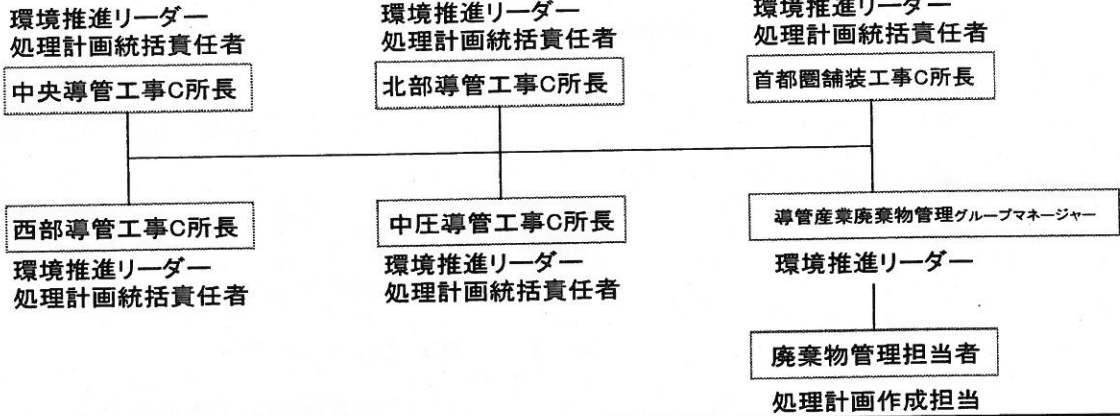 環境推進リーダー
処理計画統括責任者
中央導管工事C所長
環境推進リーダー
処理計画統括責任者
北部導管工事C所長
環境推進リーダー
処理計画統括責任者
首都圏舗装工事C所長
西部導管工事C所長
環境推進リーダー
処理計画統括責任者
中圧導管工事C所長
環境推進リーダー
処理計画統括責任者
導管産業廃棄物管理グループマネージャー
環境推進リーダー
廃棄物管理担当者
処理計画作成担当